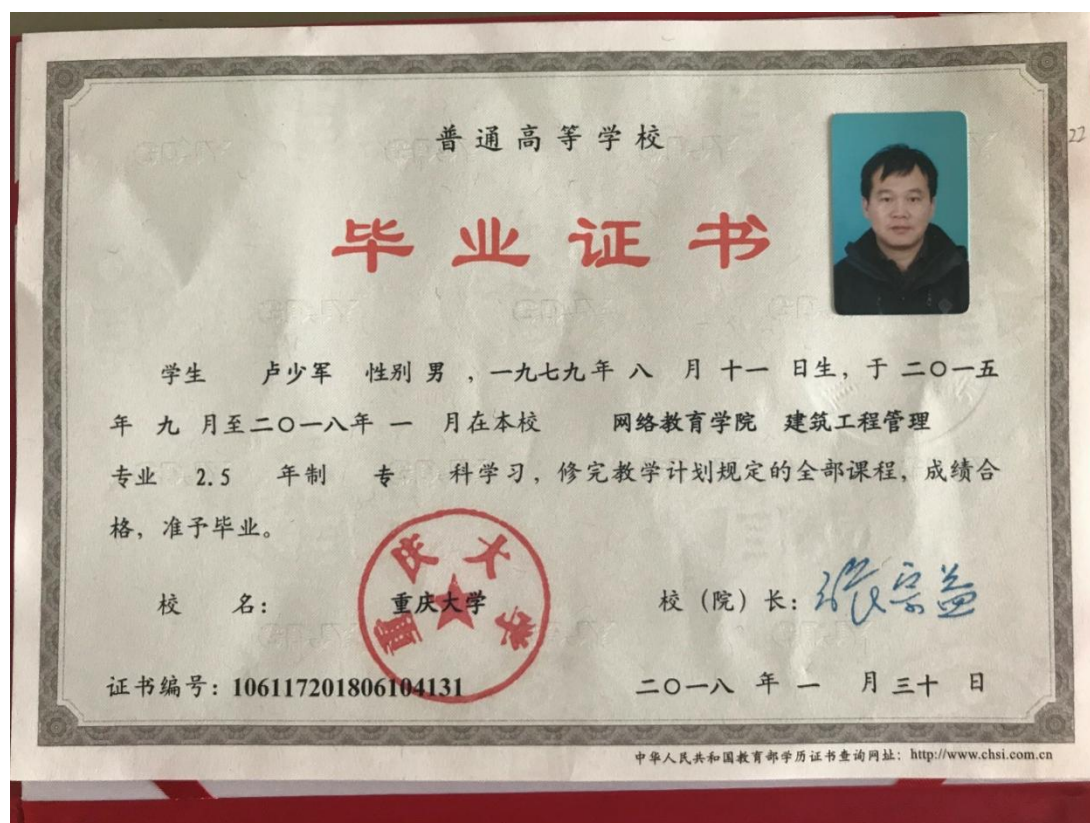 普通高等学校
毕业证书
学生 卢少军 性别 男 ，一九七九年 八 月 十一 日生，于 二〇一五
年 九 月至二〇一八年 一 月在本校 网络教育学院 建筑工程管理
专业 2.5 年制 专 科学习，修完教学计划规定的全部课程，成绩合
格，准予毕业。
重庆大学
校 名： 重庆大学 校（院）长：张宗益
证书编号：106117201806104131 二〇一八 年 一 月 三十 日
中华人民共和国教育部学历证书查询网址：http://www.chsi.com.cn